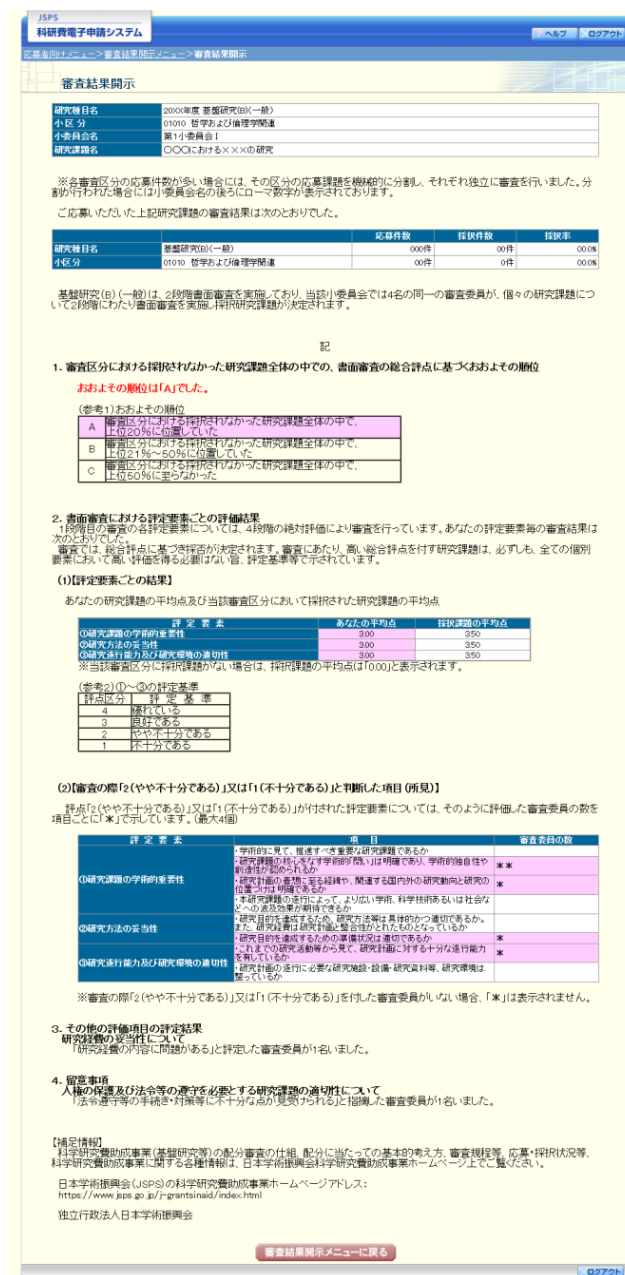 JSPS
科研費電子申請システム
ヘルプ ログアウト
応募者向けメニュー>審査結果開示メニュー>審査結果開示
審査結果開示
研究種目名 20XX年度 基盤研究(B)(一般)
小区分 01010 哲学および倫理学関連
小委員会名 第1小委員会 I
研究課題名 〇〇〇における×××の研究
※各審査区分の応募件数が多い場合には、その区分の応募課題を機械的に分割し、それぞれ独立に審査を行いました。分
割が行われた場合には小委員会名の後ろにローマ数字が表示されております。
ご応募いただいた上記研究課題の審査結果は次のとおりでした。
応募件数 採択件数 採択率
研究種目名 基盤研究(B)(一般) 000件 00件 00.0%
小区分 01010 哲学および倫理学関連 00件 0件 00.0%
基盤研究(B)(一般)は、2段階書面審査を実施しており、当該小委員会では4名の同一の審査委員が、個々の研究課題につ
いて2段階にわたり書面審査を実施し採択研究課題が決定されます。
記
1. 審査区分における採択されなかった研究課題全体の中での、書面審査の総合評点に基づくおおよその順位
おおよその順位は「A」でした。
(参考1)おおよその順位
A 審査区分における採択されなかった研究課題全体の中で、
上位20%に位置していた
B 審査区分における採択されなかった研究課題全体の中で、
上位21%～50%に位置していた
C 審査区分における採択されなかった研究課題全体の中で、
上位50%に至らなかった
2. 書面審査における評定要素ごとの評価結果
1段階目の審査の各評定要素については、4段階の絶対評価により審査を行っています。あなたの評定要素毎の審査結果は
次のとおりでした。
審査では、総合評点に基づき採否が決定されます。審査にあたり、高い総合評点を付す研究課題は、必ずしも、全ての個別
要素において高い評価を得る必要はない旨、評定基準等で示されています。
(1)【評定要素ごとの結果】
あなたの研究課題の平均点及び当該審査区分において採択された研究課題の平均点
評 定 要 素 あなたの平均点 採択課題の平均点
①研究課題の学術的重要性 3.00 3.50
②研究方法の妥当性 3.00 3.50
③研究遂行能力及び研究環境の適切性 3.00 3.50
※当該審査区分に採択課題がない場合は、採択課題の平均点は「0.00」と表示されます。
(参考2)①～③の評定基準
評点区分 評 定 基 準
4 優れている
3 良好である
2 やや不十分である
1 不十分である
(2)【審査の際「2(やや不十分である)」又は「1(不十分である)」と判断した項目(所見)】
評点「2(やや不十分である)」又は「1(不十分である)」が付された評定要素については、そのように評価した審査委員の数を
項目ごとに「*」で示しています。(最大4個)
評 定 要 素 項 目 審査委員の数
①研究課題の学術的重要性
・学術的に見て、推進すべき重要な研究課題であるか
・研究課題の核心をなす学術的「問い」は明確であり、学術的独自性や
創造性が認められるか **
・研究計画の着想に至る経緯や、関連する国内外の研究動向と研究の
位置づけは明確であるか *
・本研究課題の遂行によって、より広い学術、科学技術あるいは社会な
どへの波及効果が期待できるか
②研究方法の妥当性
・研究目的を達成するため、研究方法等は具体的かつ適切であるか。
また、研究経費は研究計画と整合性がとれたものとなっているか
・研究目的を達成するための準備状況は適切であるか *
③研究遂行能力及び研究環境の適切性
・これまでの研究活動等から見て、研究計画に対する十分な遂行能力
を有しているか *
・研究計画の遂行に必要な研究施設・設備・研究資料等、研究環境は
整っているか
※審査の際「2(やや不十分である)」又は「1(不十分である)」を付した審査委員がいない場合、「*」は表示されません。
3. その他の評価項目の評定結果
研究経費の妥当性について
「研究経費の内容に問題がある」と評定した審査委員が1名いました。
4. 留意事項
人権の保護及び法令等の遵守を必要とする研究課題の適切性について
「法令遵守等の手続き・対策等に不十分な点が見受けられる」と指摘した審査委員が1名いました。
【補足情報】
科学研究費助成事業(基盤研究等)の配分審査の仕組、配分に当たっての基本的考え方、審査規程等、応募・採択状況等、
科学研究費助成事業に関する各種情報は、日本学術振興会科学研究費助成事業ホームページ上でご覧ください。
日本学術振興会(JSPS)の科学研究費助成事業ホームページアドレス:
https://www.jsps.go.jp/j-grantsinaid/index.html
独立行政法人日本学術振興会
審査結果開示メニューに戻る
ログアウト